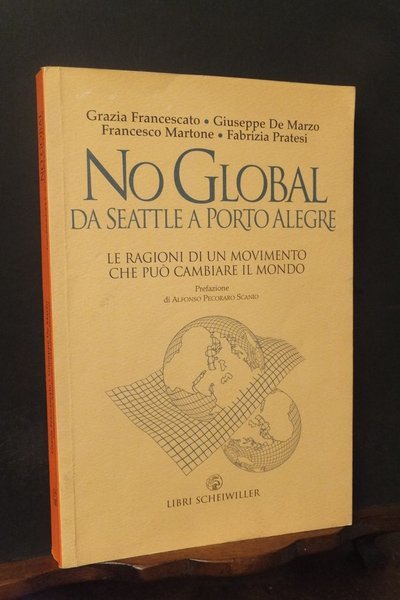 Grazia Francescato • Giuseppe De Marzo
Francesco Martone • Fabrizia Pratesi
NO GLOBAL
DA SEATTLE A PORTO ALEGRE
LE RAGIONI DI UN MOVIMENTO
CHE PUÒ CAMBIARE IL MONDO
Prefazione
di ALFONSO PECORARO SCANIO
LIBRI SCHEIWILLER